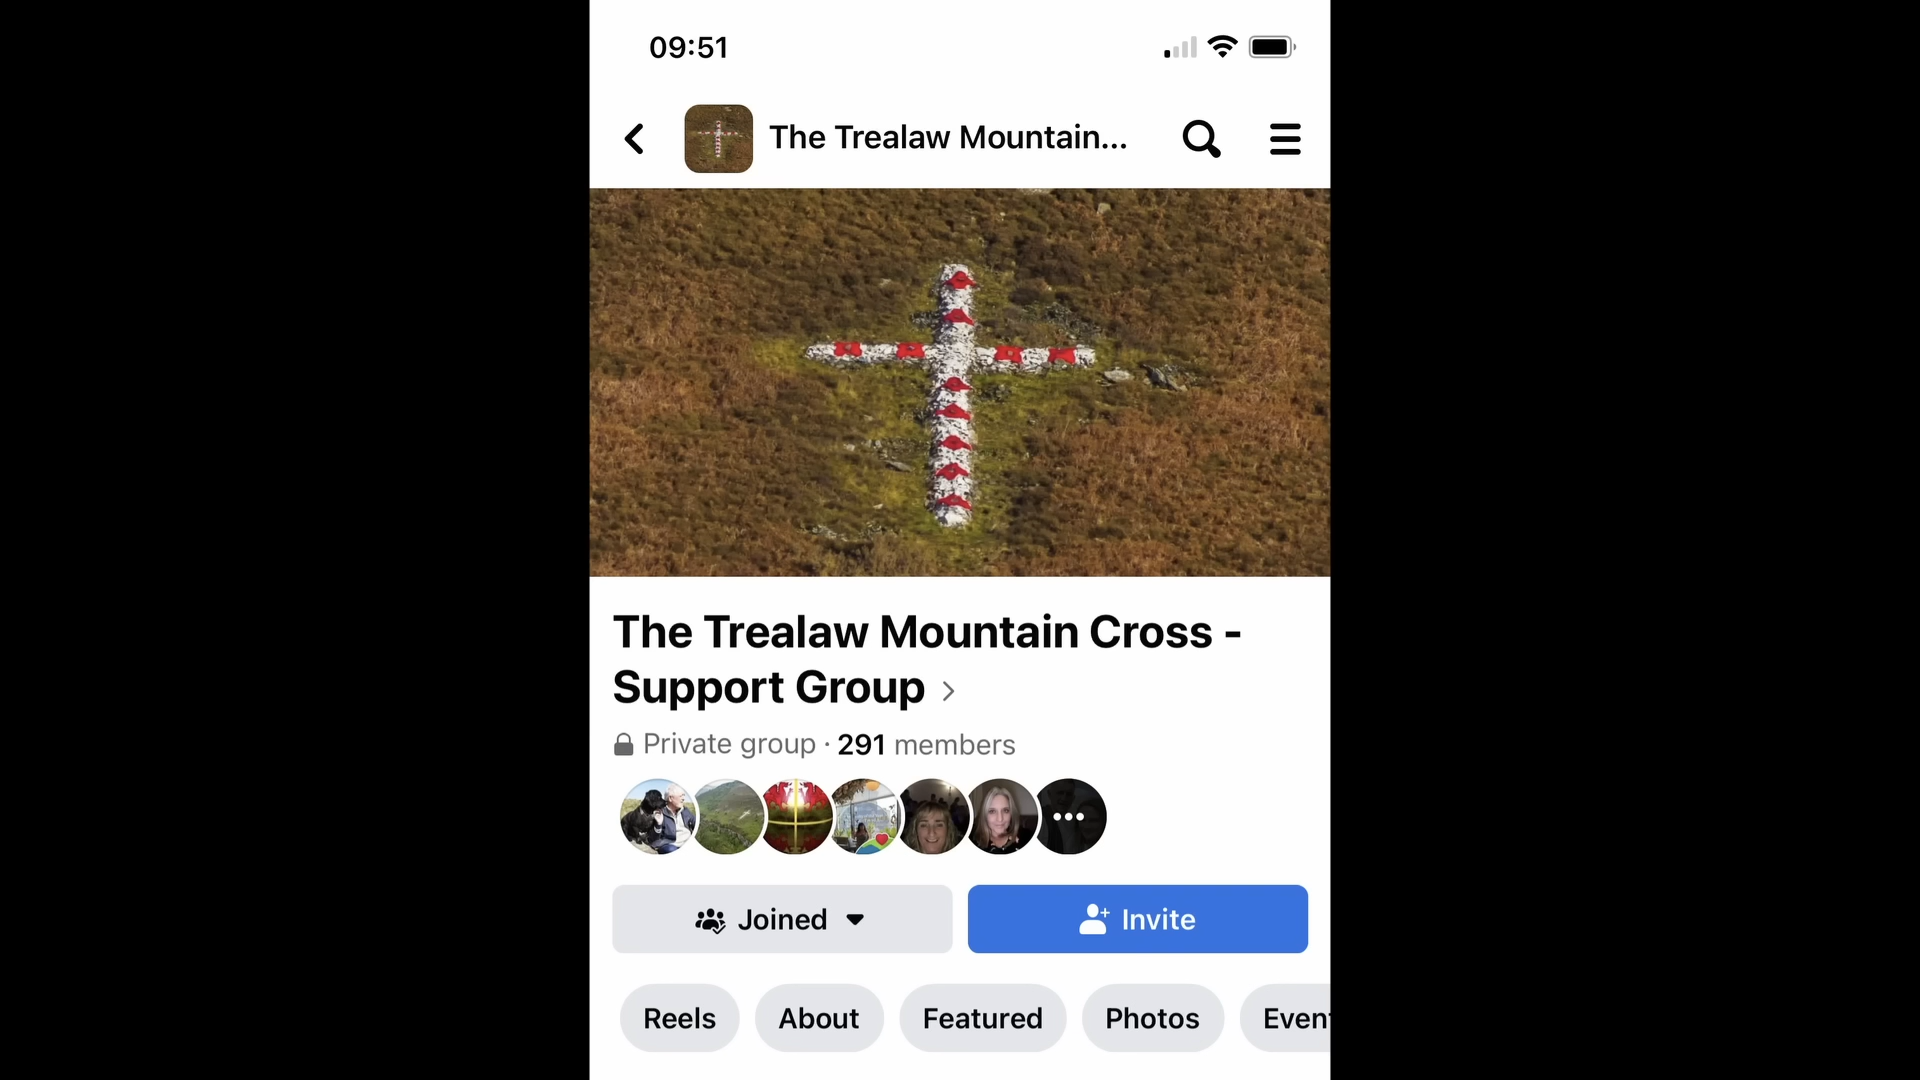 09:51
The Trealaw Mountain...
The Trealaw Mountain Cross -
Support Group
Private group · 291 members
Joined
Invite
Reels
About
Featured
Photos
Even